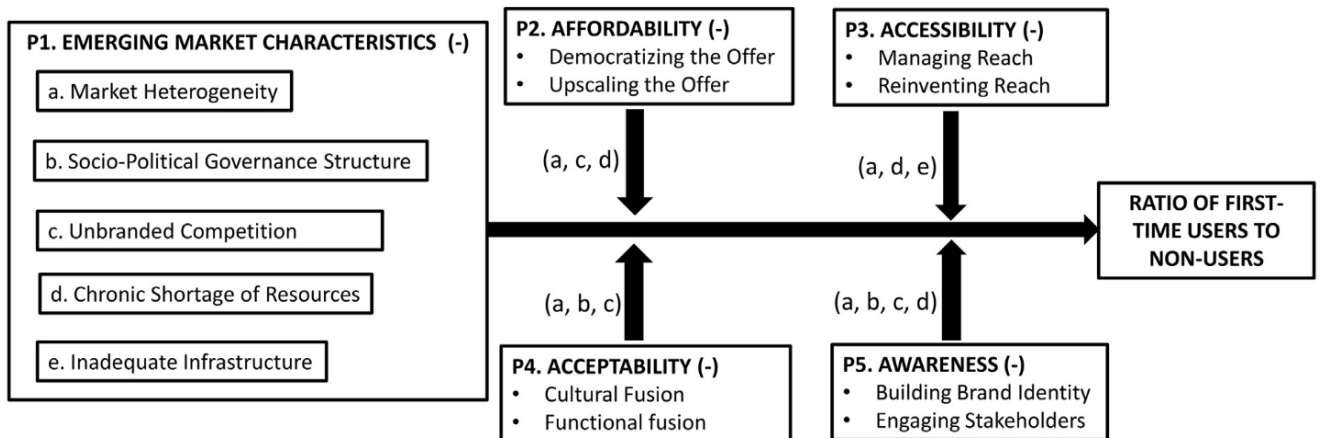 P1. EMERGING MARKET CHARACTERISTICS (-)
a. Market Heterogeneity
b. Socio-Political Governance Structure
c. Unbranded Competition
d. Chronic Shortage of Resources
e. Inadequate Infrastructure
P2. AFFORDABILITY (-)
• Democratizing the Offer
• Upscaling the Offer
(a, c, d)
P3. ACCESSIBILITY (-)
• Managing Reach
• Reinventing Reach
(a, d, e)
RATIO OF FIRST-
TIME USERS TO
NON-USERS
(a, b, c)
P4. ACCEPTABILITY (-)
• Cultural Fusion
• Functional fusion
(a, b, c, d)
P5. AWARENESS (-)
• Building Brand Identity
• Engaging Stakeholders